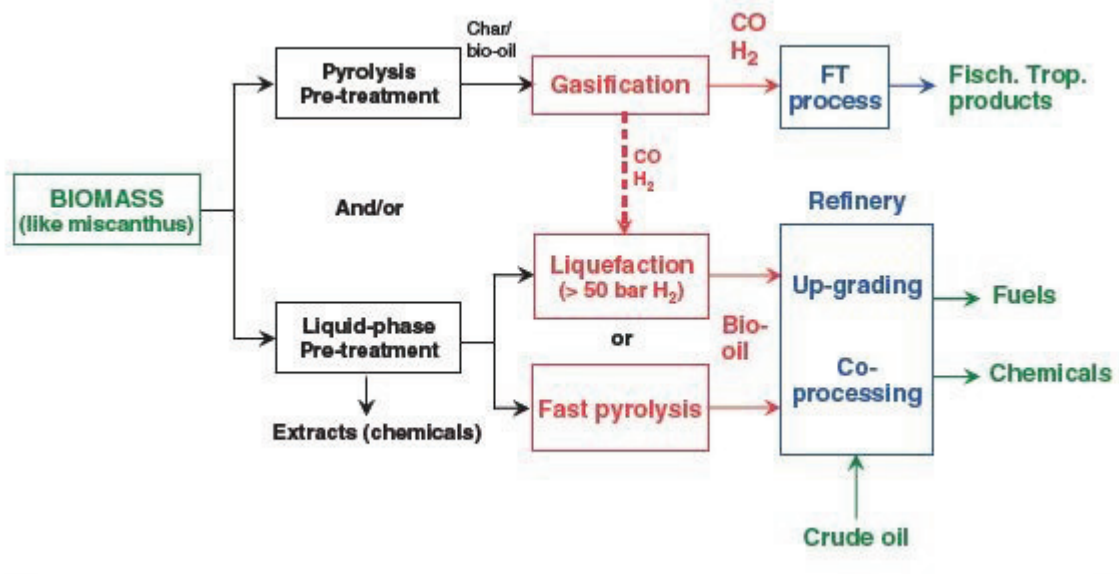 Char/
bio-oil
CO
H2
Pyrolysis
Pre-treatment
Gasification
FT
process
Fisch. Trop.
products
CO
H2
BIOMASS
(like miscanthus)
And/or
Refinery
Liquefaction
(> 50 bar H2)
Up-grading
Fuels
Liquid-phase
Pre-treatment
or
Bio-
oil
Co-
processing
Chemicals
Fast pyrolysis
Extracts (chemicals)
Crude oil